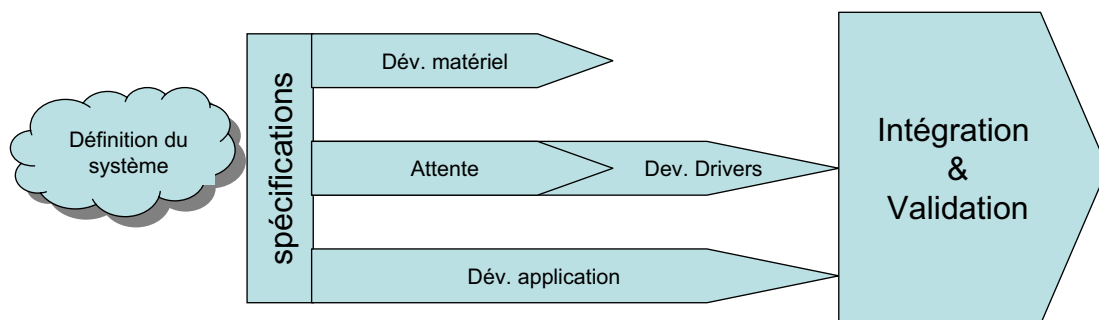 Définition du
système
spécifications
Dév. matériel
Attente
Dev. Drivers
Dév. application
Intégration
&
Validation